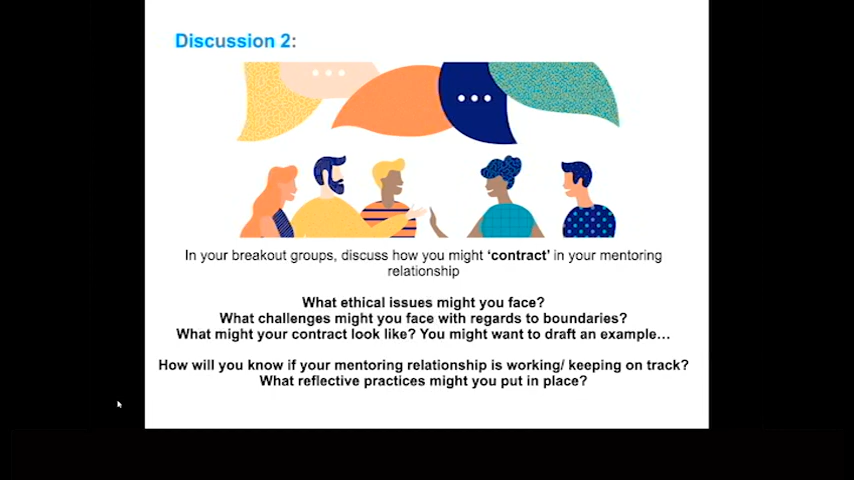 Discussion 2:
In your breakout groups, discuss how you might ‘contract’ in your mentoring
relationship
What ethical issues might you face?
What challenges might you face with regards to boundaries?
What might your contract look like? You might want to draft an example…
How will you know if your mentoring relationship is working/ keeping on track?
What reflective practices might you put in place?